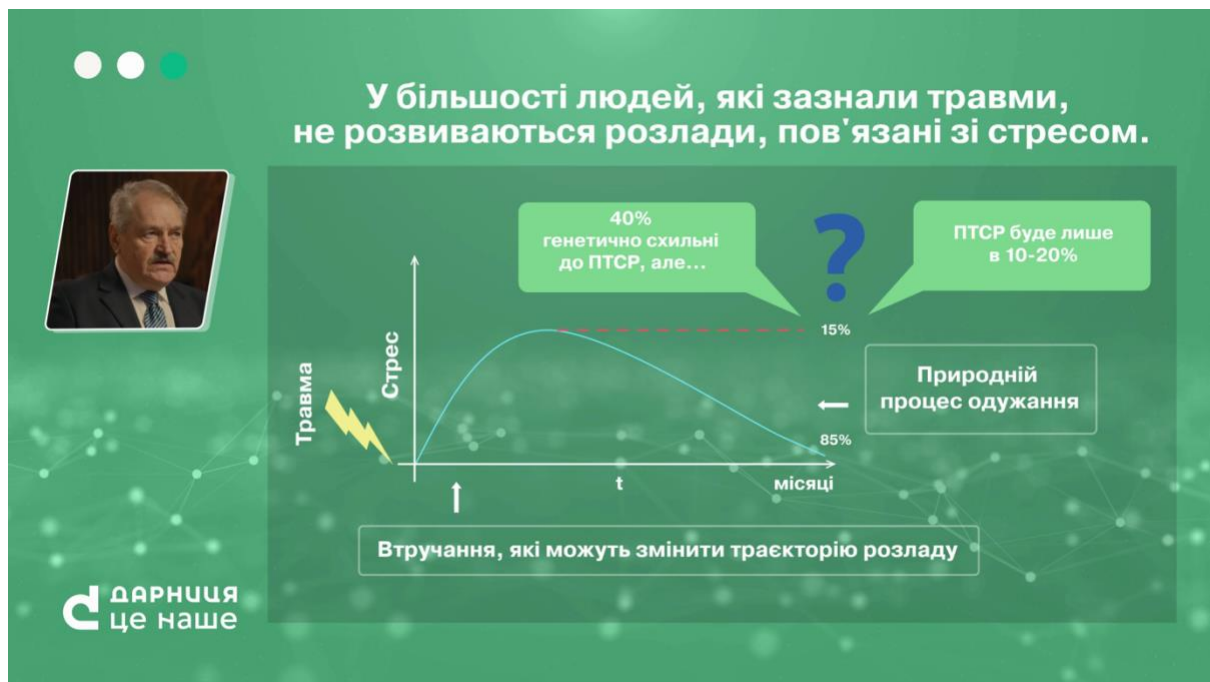 У більшості людей, які зазнали травми,
не розвиваються розлади, пов'язані зі стресом.
40%
генетично схильні
до ПТСР, але...
?
ПТСР буде лише
в 10-20%
Травма
Стрес
15%
Природній
процес одужання
85%
t
місяці
Втручання, які можуть змінити траєкторію розладу
ДАРНИЦЯ
це наше